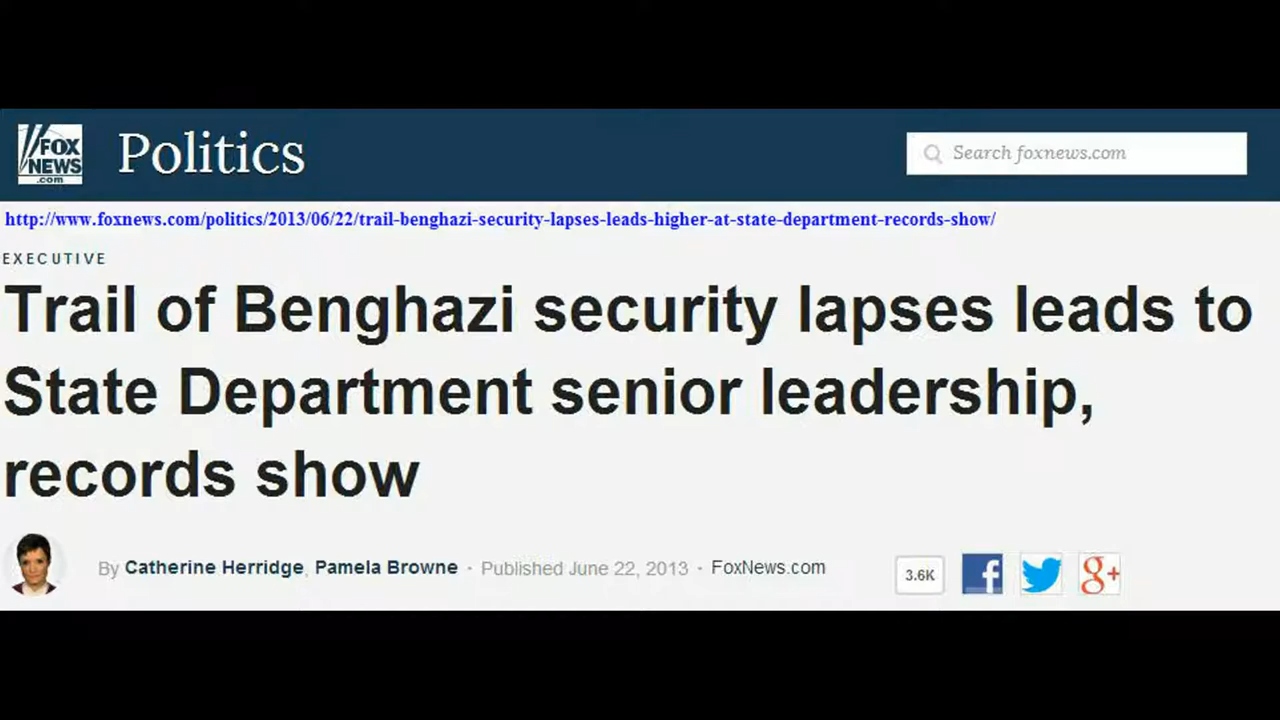 FOX
NEWS
.com
Politics
Search foxnews.com
http://www.foxnews.com/politics/2013/06/22/trail-benghazi-security-lapses-leads-higher-at-state-department-records-show/
EXECUTIVE
Trail of Benghazi security lapses leads to
State Department senior leadership,
records show
By Catherine Herridge, Pamela Browne · Published June 22, 2013 · FoxNews.com
3.6K
f
g+